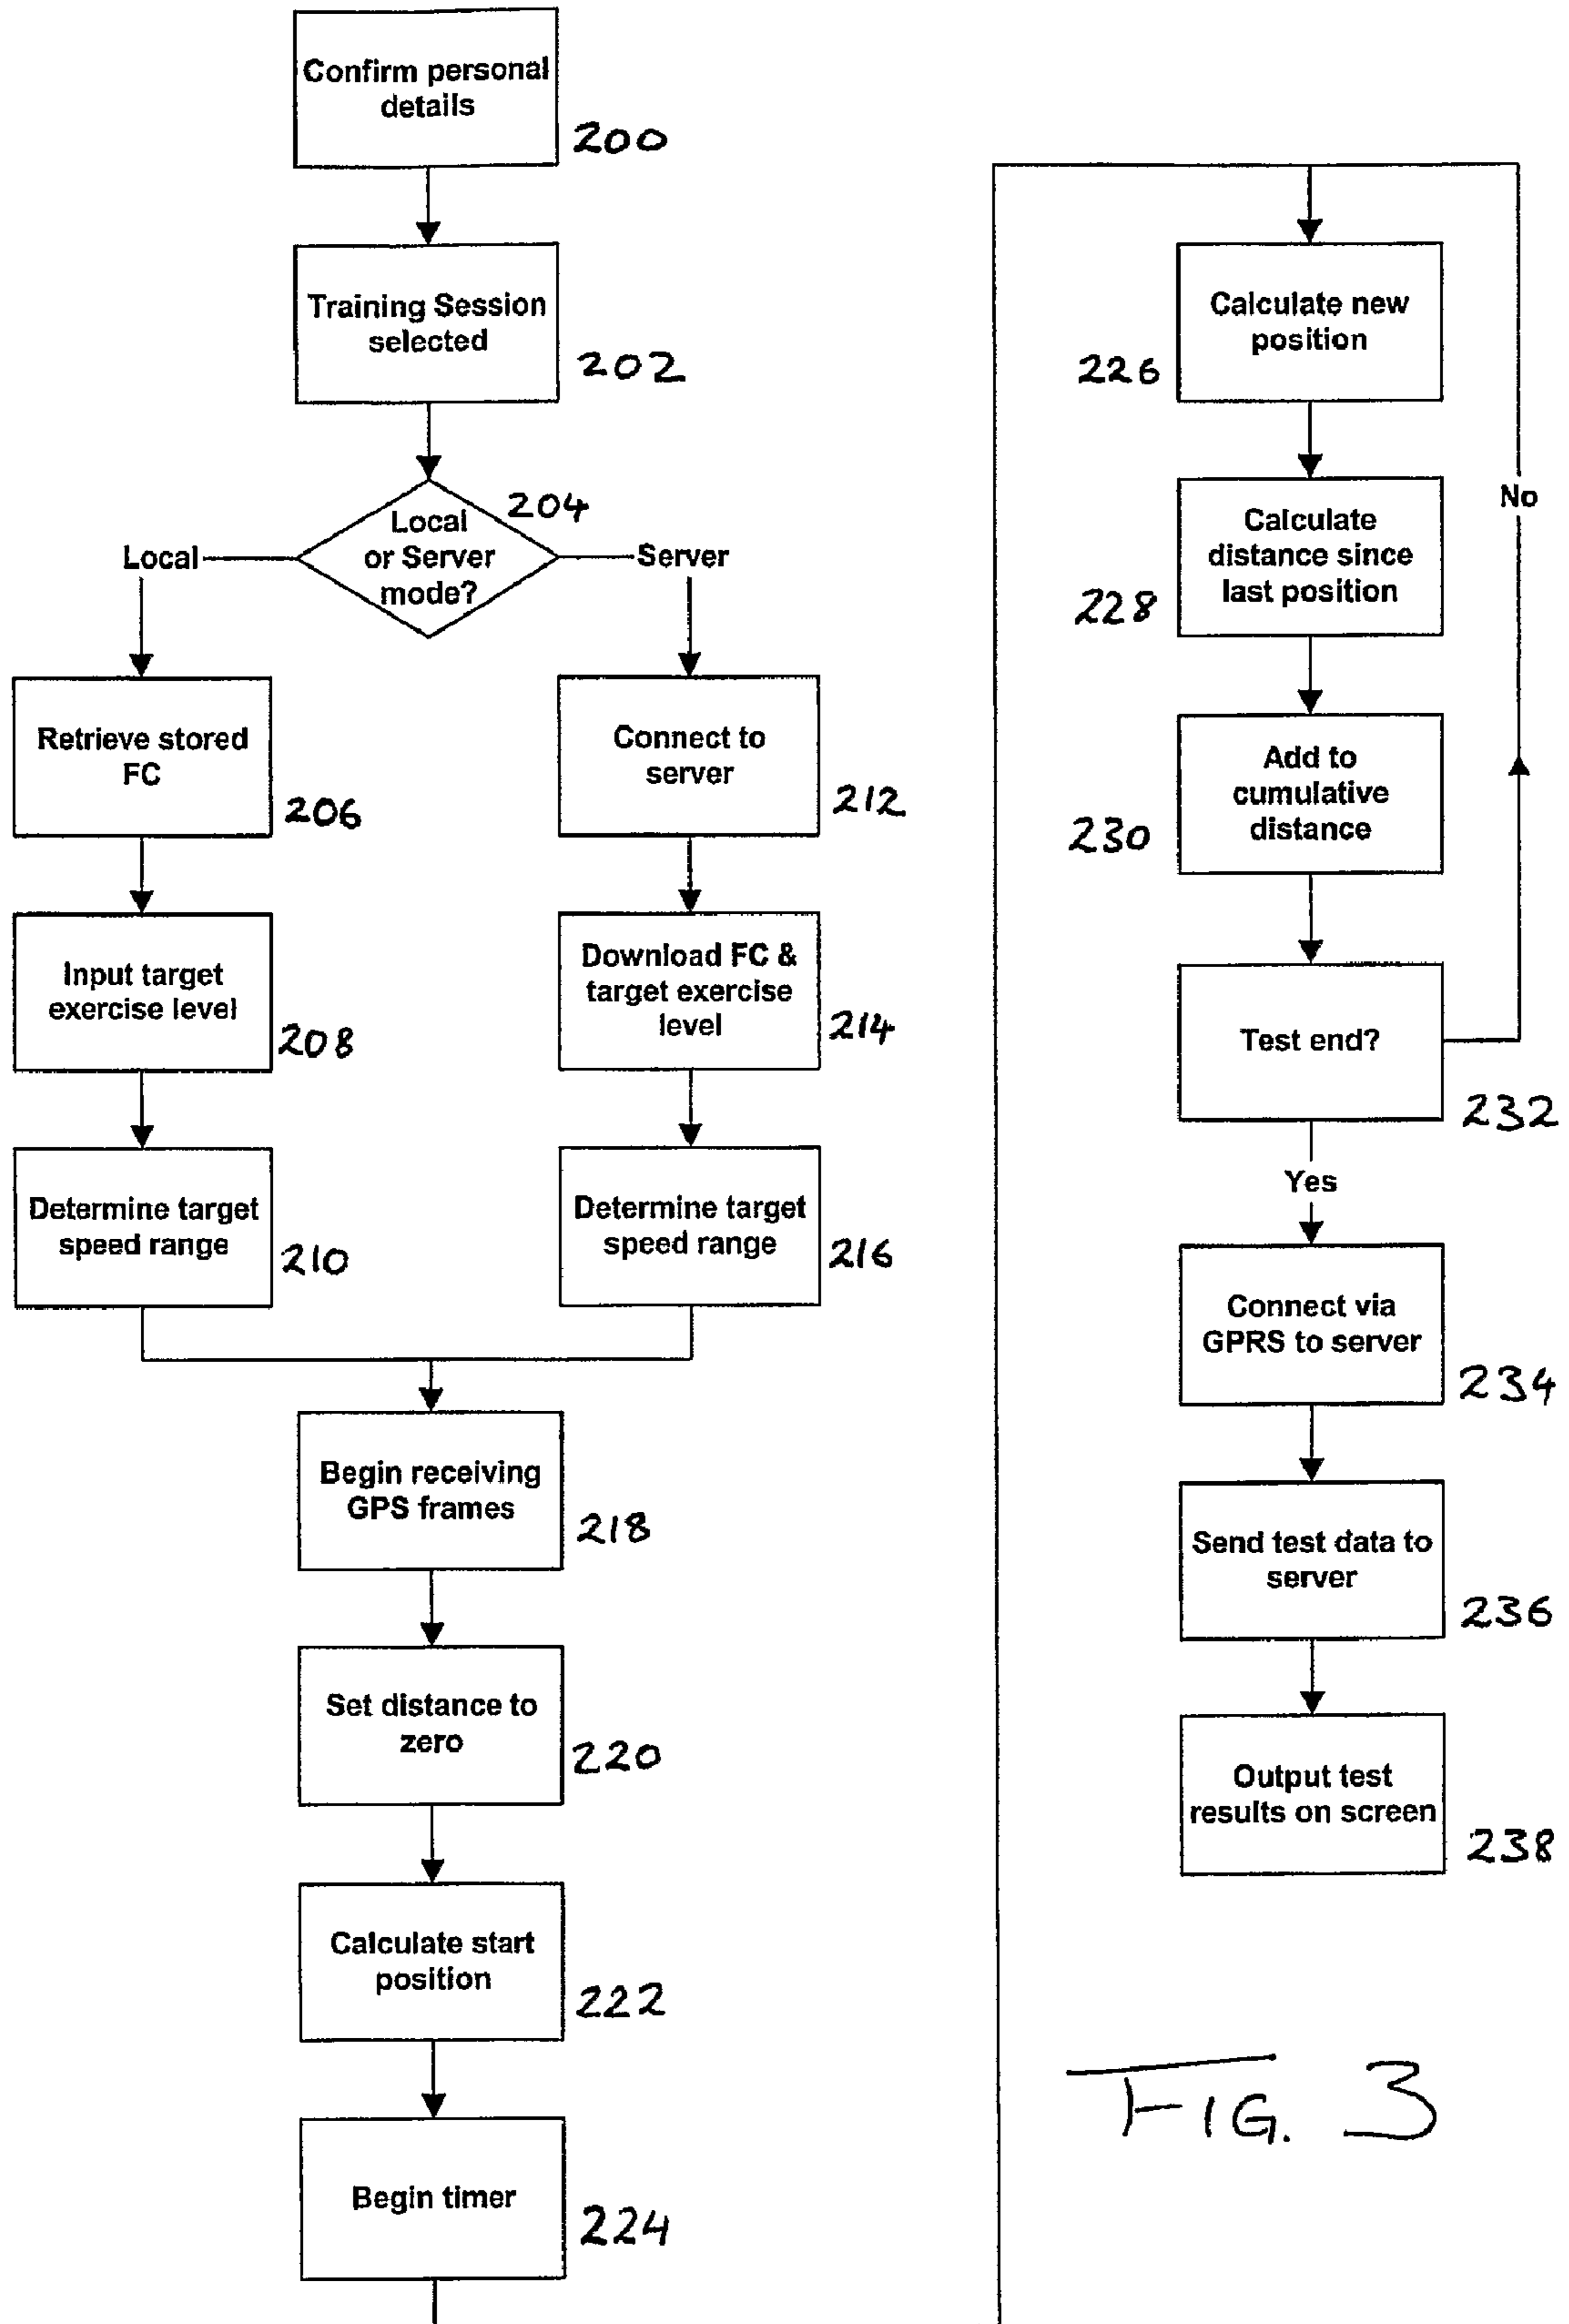 Confirm personal
details
200
Training Session
selected
202
204
Local
or Server
mode?
Local
Server
Retrieve stored
FC
206
Input target
exercise level
208
Determine target
speed range
210
Connect to
server
212
Download FC &
target exercise
level
214
Determine target
speed range
216
Begin receiving
GPS frames
218
Set distance to
zero
220
Calculate start
position
222
Begin timer
224
Calculate new
position
226
Calculate
distance since
last position
228
Add to
cumulative
distance
230
Test end?
232
No
Yes
Connect via
GPRS to server
234
Send test data to
server
236
Output test
results on screen
238
FIG. 3